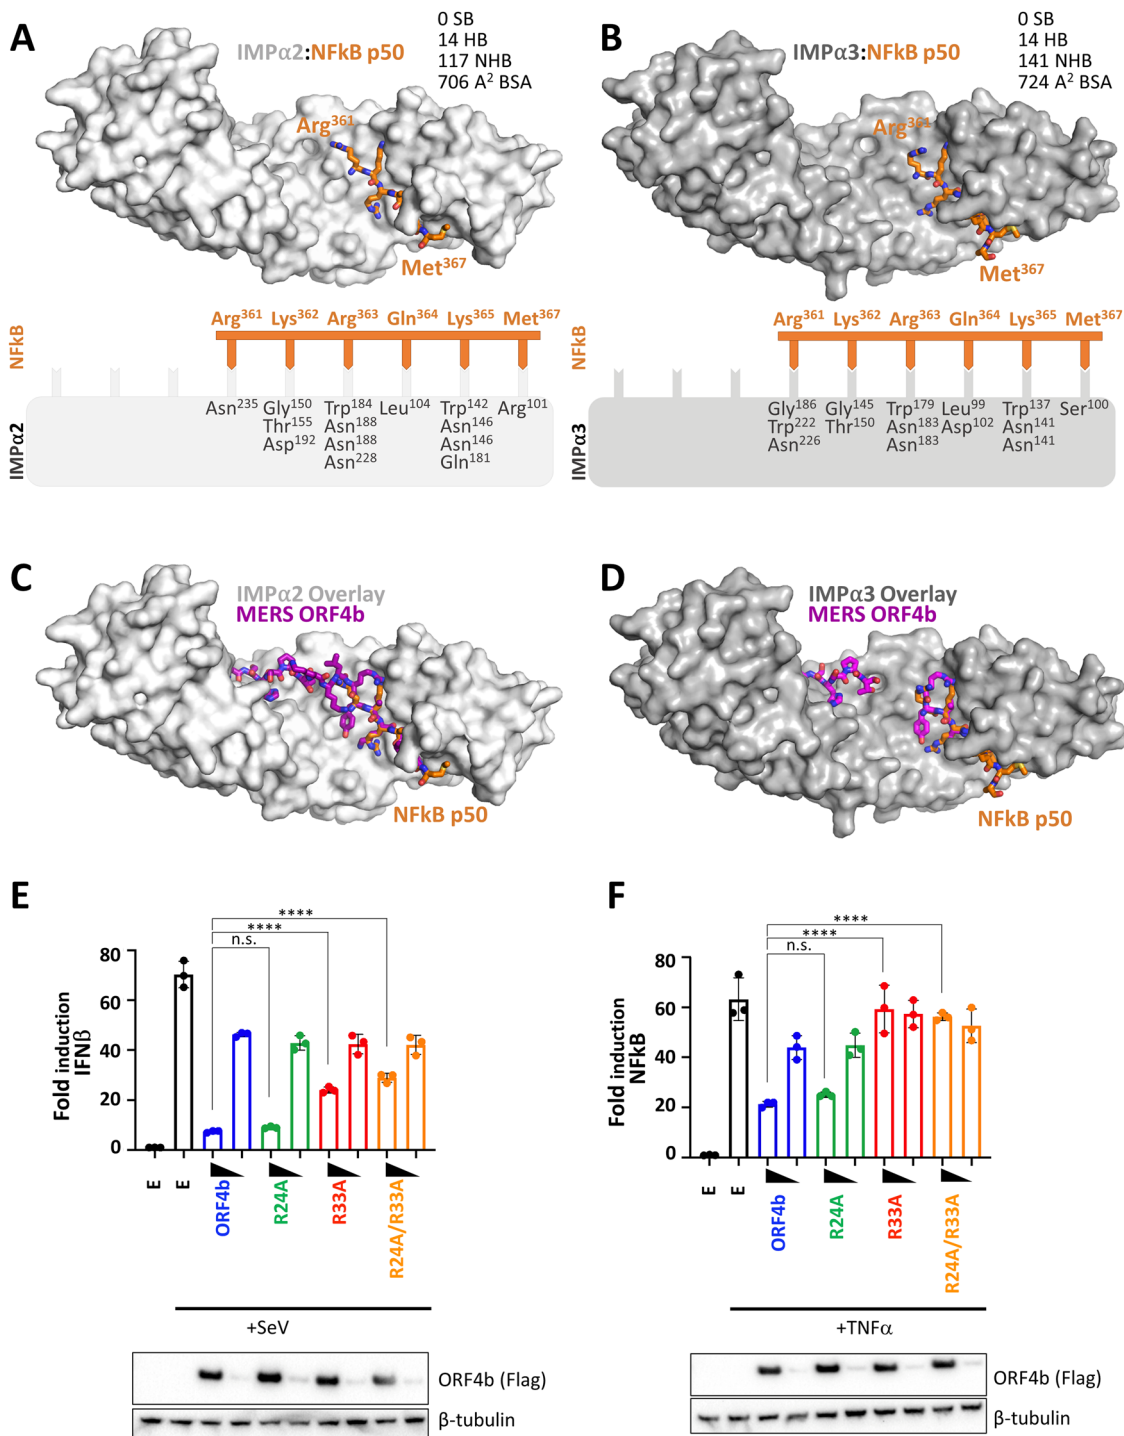 A
IMPα2:NFkB p50
0 SB
14 HB
117 NHB
706 A² BSA
Arg³⁶¹
Met³⁶⁷
NFkB
Arg³⁶¹ Lys³⁶² Arg³⁶³ Gln³⁶⁴ Lys³⁶⁵ Met³⁶⁷
IMPα2
Asn²³⁵ Gly¹⁵⁰ Trp¹⁸⁴ Leu¹⁰⁴ Trp¹⁴² Arg¹⁰¹
Thr¹⁵⁵ Asn¹⁸⁸ Asn¹⁴⁶
Asp¹⁹² Asn¹⁸⁸ Asn¹⁴⁶
Asn²²⁸ Gln¹⁸¹
B
IMPα3:NFkB p50
0 SB
14 HB
141 NHB
724 A² BSA
Arg³⁶¹
Met³⁶⁷
NFkB
Arg³⁶¹ Lys³⁶² Arg³⁶³ Gln³⁶⁴ Lys³⁶⁵ Met³⁶⁷
IMPα3
Gly¹⁸⁶ Gly¹⁴⁵ Trp¹⁷⁹ Leu⁹⁹ Trp¹³⁷ Ser¹⁰⁰
Trp²²² Thr¹⁵⁰ Asn¹⁸³ Asp¹⁰² Asn¹⁴¹
Asn²²⁶ Asn¹⁸³ Asn¹⁴¹
C
IMPα2 Overlay
MERS ORF4b
NFkB p50
D
IMPα3 Overlay
MERS ORF4b
NFkB p50
E
****
****
n.s.
Fold induction
IFNβ
80
60
40
20
0
E
E
ORF4b
R24A
R33A
R24A/R33A
+SeV
ORF4b (Flag)
β-tubulin
F
****
****
n.s.
Fold induction
NFkB
80
60
40
20
0
E
E
ORF4b
R24A
R33A
R24A/R33A
+TNFα
ORF4b (Flag)
β-tubulin